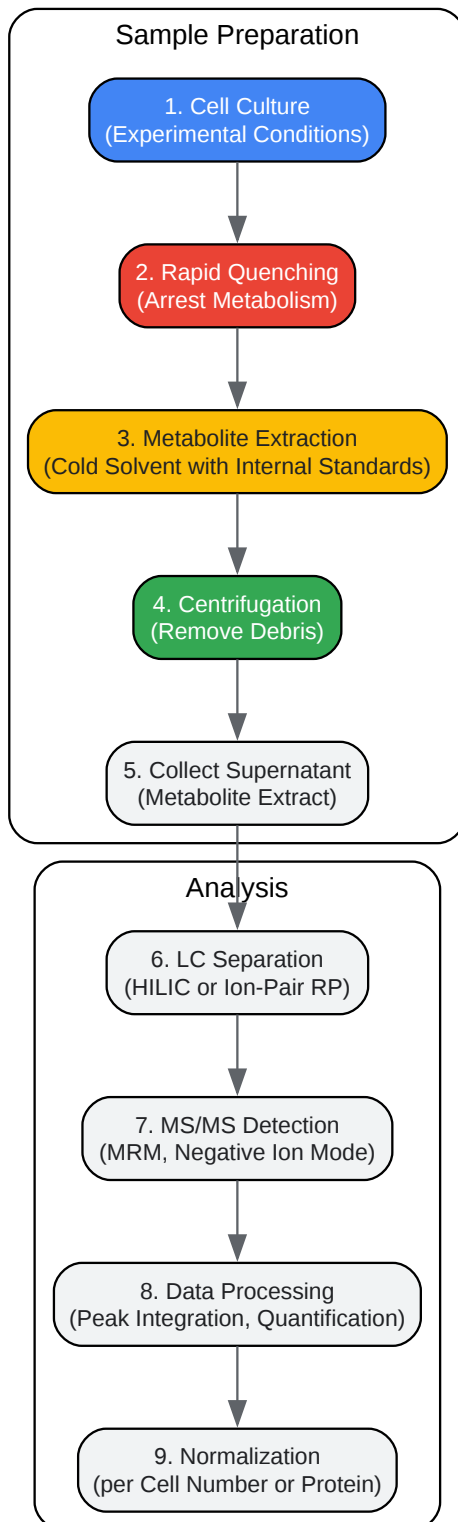 Sample Preparation
1. Cell Culture
(Experimental Conditions)
2. Rapid Quenching
(Arrest Metabolism)
3. Metabolite Extraction
(Cold Solvent with Internal Standards)
4. Centrifugation
(Remove Debris)
5. Collect Supernatant
(Metabolite Extract)
Analysis
6. LC Separation
(HILIC or Ion-Pair RP)
7. MS/MS Detection
(MRM, Negative Ion Mode)
8. Data Processing
(Peak Integration, Quantification)
9. Normalization
(per Cell Number or Protein)